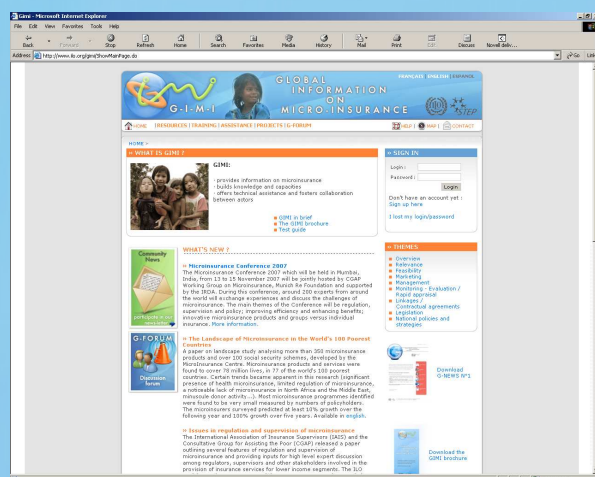 Gimi - Microsoft Internet Explorer
File Edit View Favorites Tools Help
Back Forward Stop Refresh Home Search Favorites Media History Mail Print Edit Discuss Novell deliv...
Address http://www.ilo.org/gimi/ShowMainPage.do Go
FRANÇAIS | ENGLISH | ESPAÑOL
GLOBAL
INFORMATION
ON
MICRO-INSURANCE
G-I-M-I
STEP
HOME | RESOURCES | TRAINING | ASSISTANCE | PROJECTS | G-FORUM
HELP | MAP | CONTACT
HOME >
» WHAT IS GIMI ?
GIMI:
- provides information on microinsurance
- builds knowledge and capacities
- offers technical assistance and fosters collaboration
between actors
GIMI in brief
The GIMI brochure
Test guide
» SIGN IN
Login :
Password :
Login
Don't have an account yet :
Sign up here
I lost my login/password
Community
News
participate in our
G-FORUM
Discussion
forum
WHAT'S NEW ?
» Microinsurance Conference 2007
The Microinsurance Conference 2007 which will be held in Mumbai,
India, from 13 to 15 November 2007 will be jointly hosted by CGAP
Working Group on Microinsurance, Munich Re Foundation and supported
by the IRDA. During this conference, around 200 experts from around
the world will exchange experiences and discuss the challenges of
microinsurance. The main themes of the Conference will be regulation,
supervision and policy; improving efficiency and enhancing benefits;
innovative microinsurance products and groups versus individual
insurance. More information.
» The Landscape of Microinsurance in the World's 100 Poorest
Countries
A paper on landscape study analysing more than 350 microinsurance
products and over 100 social security schemes, developed by the
MicroInsurance Centre. Microinsurance products and services were
found to cover 78 million lives, in 77 of the world's 100 poorest
countries. Certain trends became apparent in this research (significant
presence of health microinsurance, limited regulation of microinsurance,
a noticeable lack of microinsurance in North Africa and the Middle East,
minuscule donor activity...). Most microinsurance programmes identified
were found to be very small measured by numbers of policyholders.
The microinsurers surveyed predicted at least 10% growth over the
following year and 100% growth over five years. Available in english.
» Issues in regulation and supervision of microinsurance
The International Association of Insurance Supervisors (IAIS) and the
Consultative Group for Assisting the Poor (CGAP) released a paper
outlining several features of regulation and supervision of
microinsurance and providing inputs for high level expert discussion
among regulators, supervisors and other stakeholders involved in the
provision of insurance services for lower income segments. The ILO
» THEMES
Overview
Relevance
Feasibility
Marketing
Management
Monitoring - Evaluation /
Rapid appraisal
Linkages /
Contractual agreements
Legislation
National policies and
strategies
Download
G-NEWS N°1
Download the
GIMI brochure